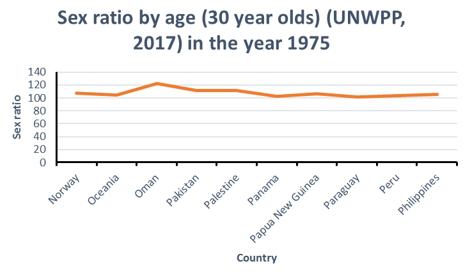 Sex ratio by age (30 year olds) (UNWPP,
2017) in the year 1975
140
120
100
80
60
40
20
0
Sex ratio
Norway
Oceania
Oman
Pakistan
Palestine
Panama
Papua New Guinea
Paraguay
Peru
Philippines
Country